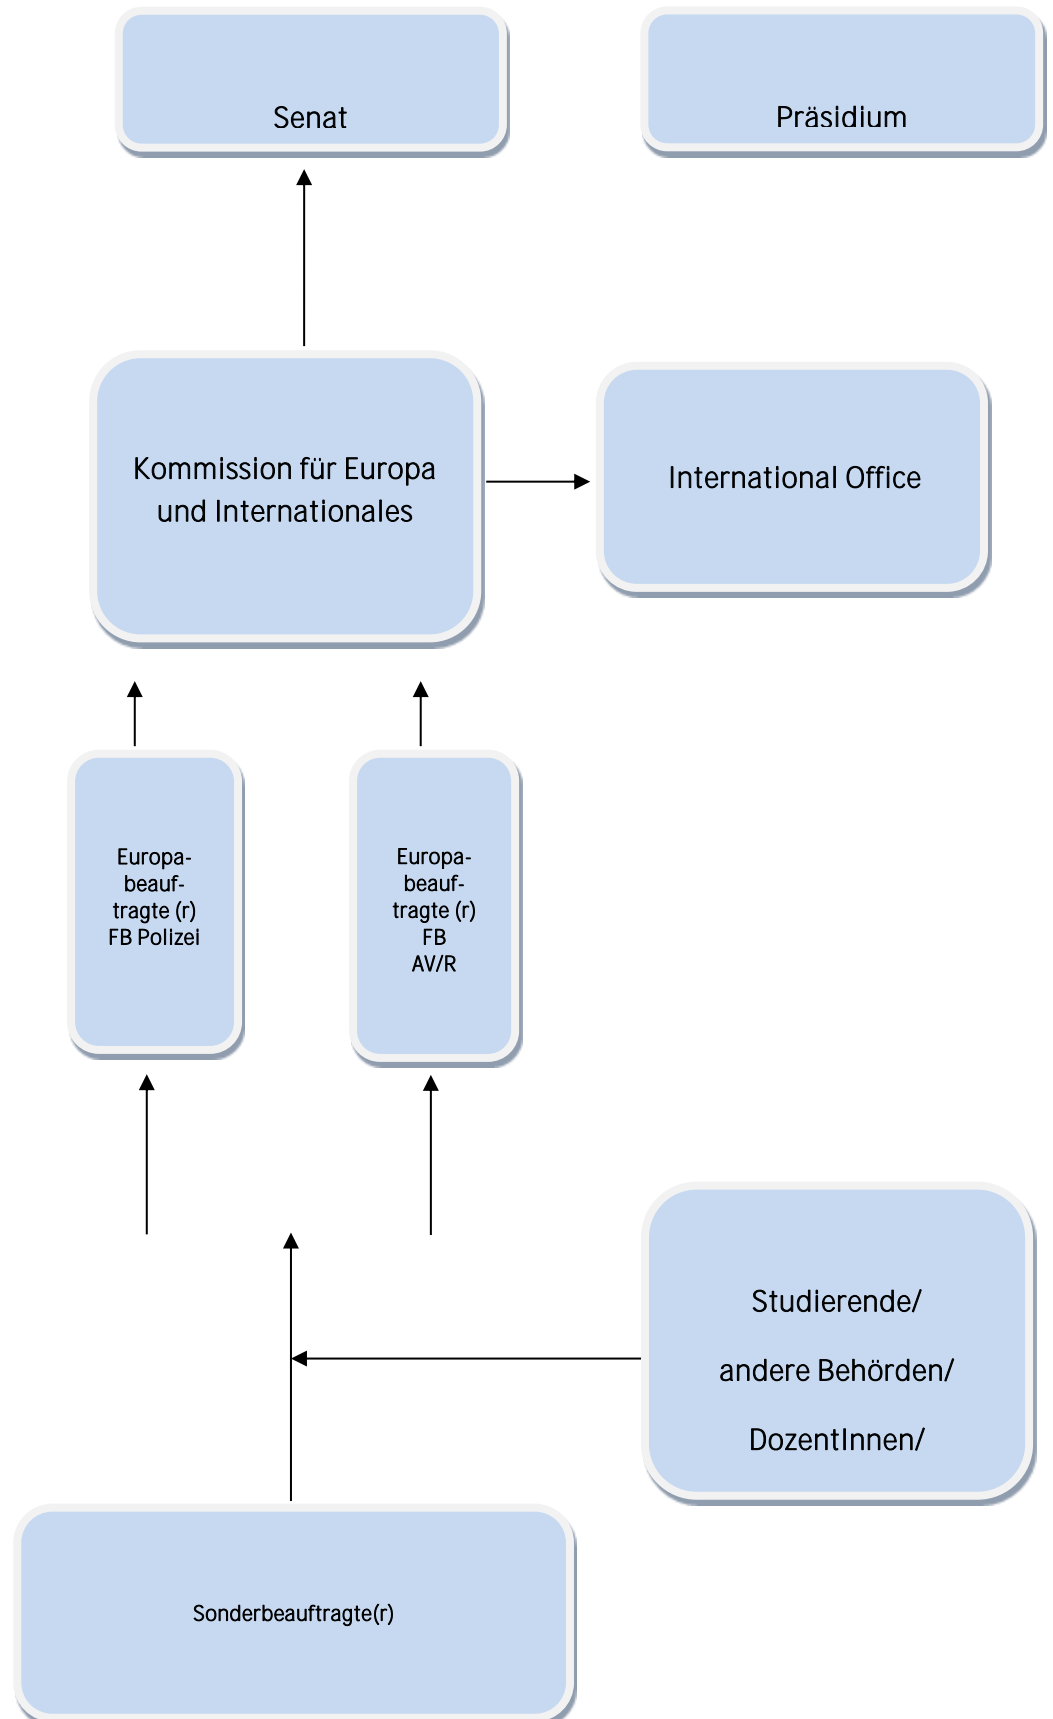 Senat
Präsidium
Kommission für Europa
und Internationales
International Office
Europa-
beauf-
tragte (r)
FB Polizei
Europa-
beauf-
tragte (r)
FB
AV/R
Studierende/
andere Behörden/
DozentInnen/
Sonderbeauftragte(r)